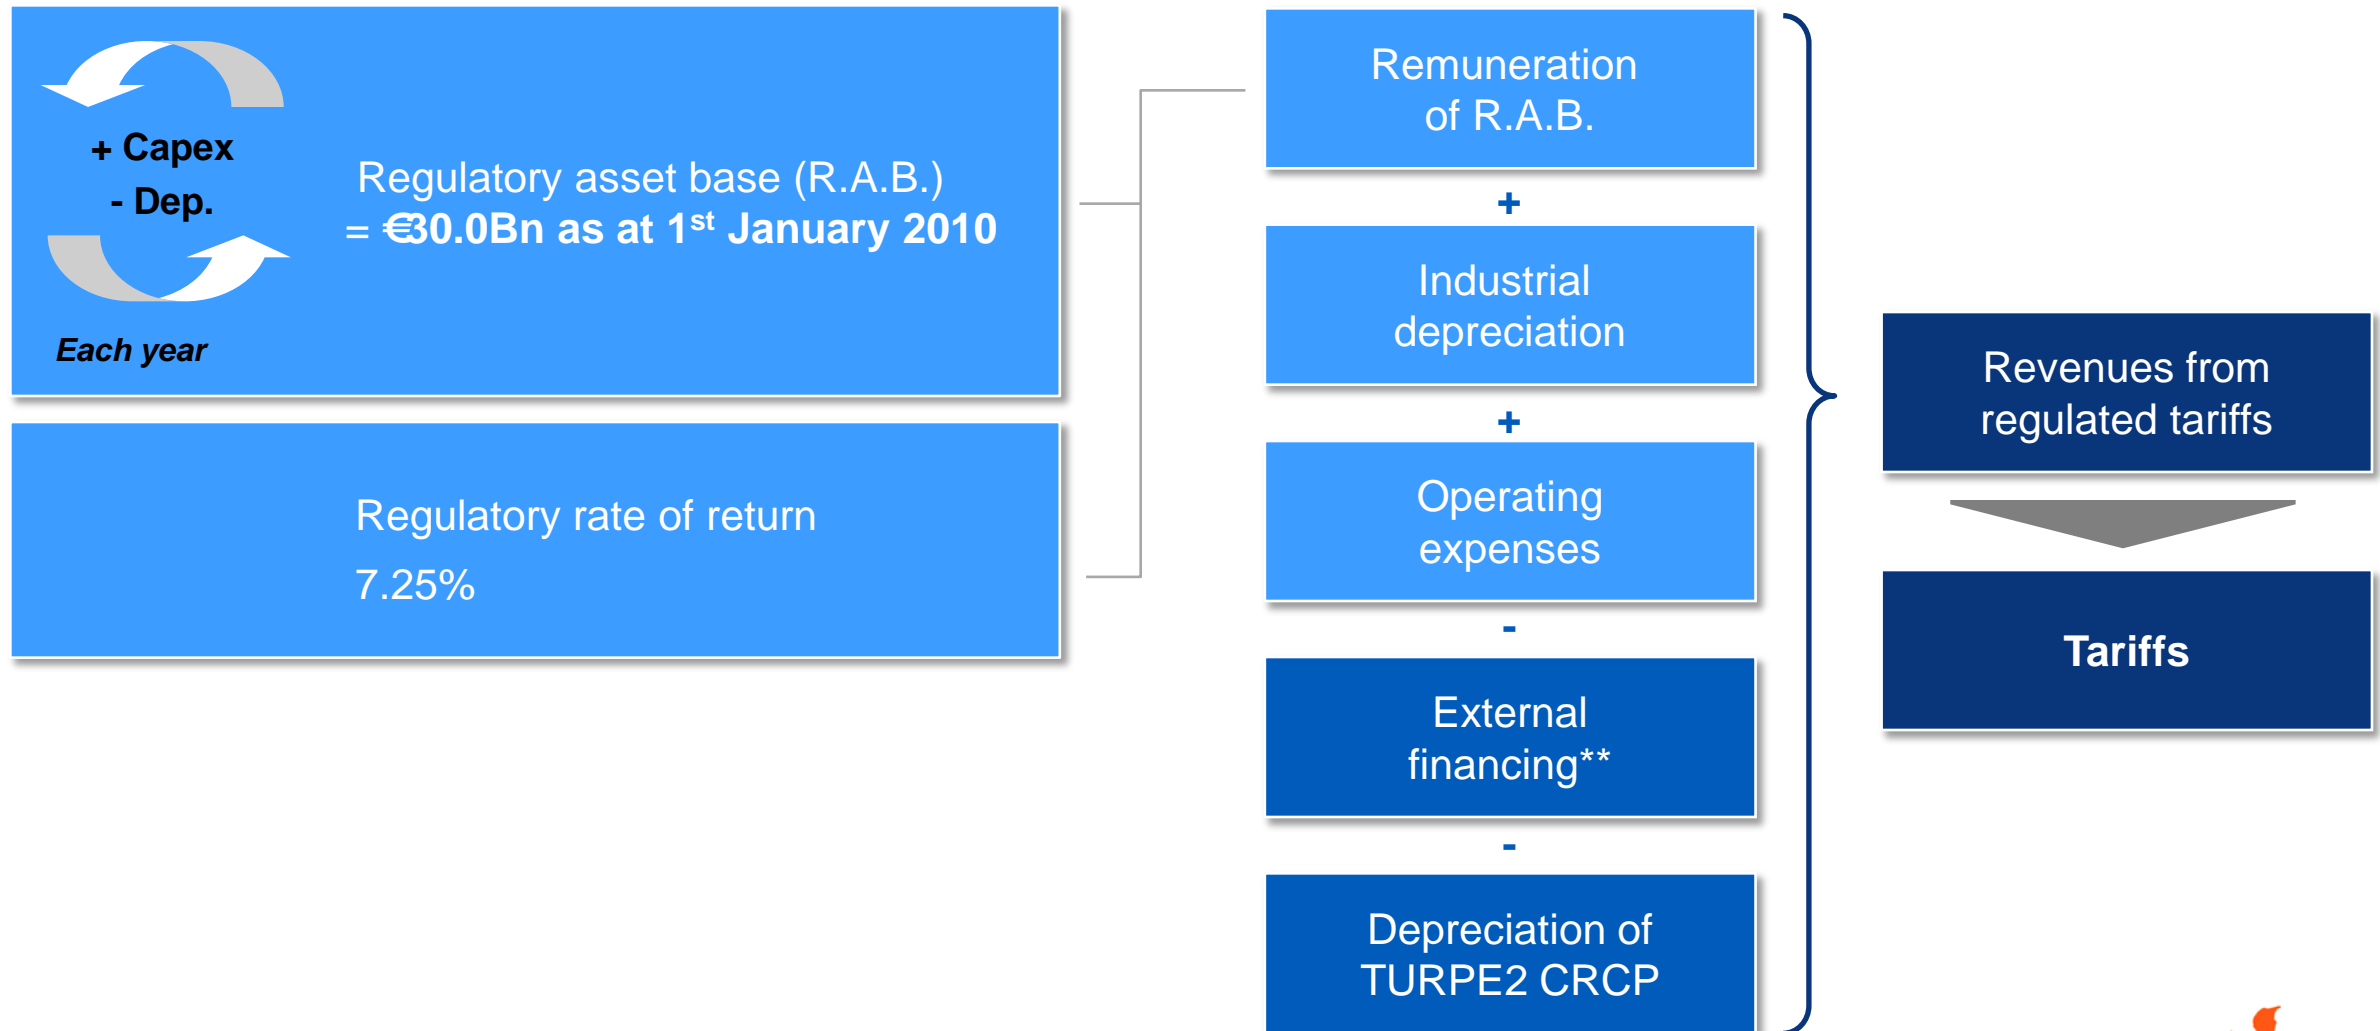 + Capex
- Dep.
Each year
Regulatory asset base (R.A.B.)
= €30.0Bn as at 1st January 2010
Regulatory rate of return
7.25%
Remuneration
of R.A.B.
+
Industrial
depreciation
+
Operating
expenses
-
External
financing**
-
Depreciation of
TURPE2 CRCP
Revenues from
regulated tariffs
Tariffs